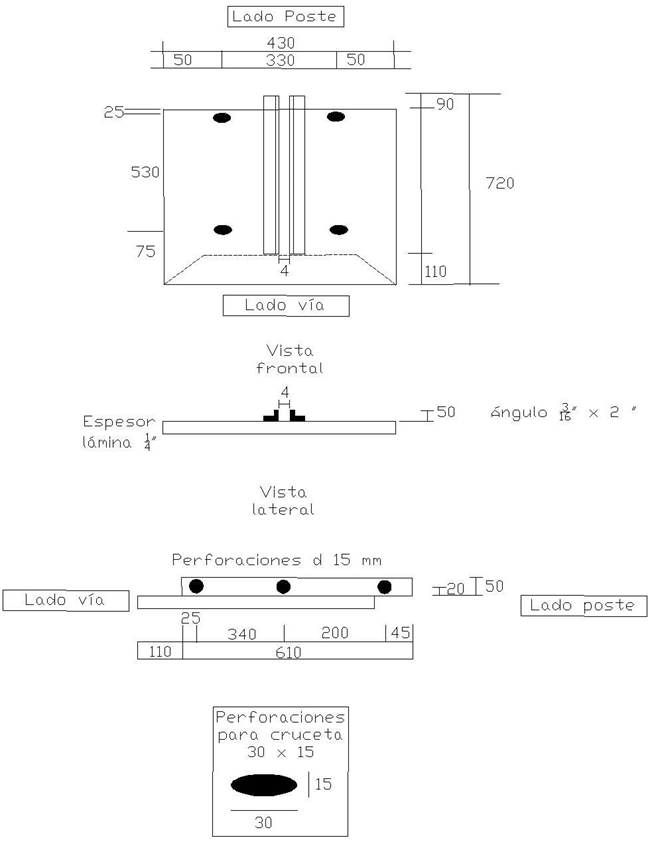 Lado Poste
430
50 330 50
25
90
530
720
75
4
110
Lado vía
Vista
frontal
4
50
Ángulo 3/16" x 2 "
Espesor
lámina 1/4"
Vista
lateral
Perforaciones d 15 mm
20 50
Lado vía
Lado poste
25
340 200 45
110 610
Perforaciones
para cruceta
30 x 15
15
30